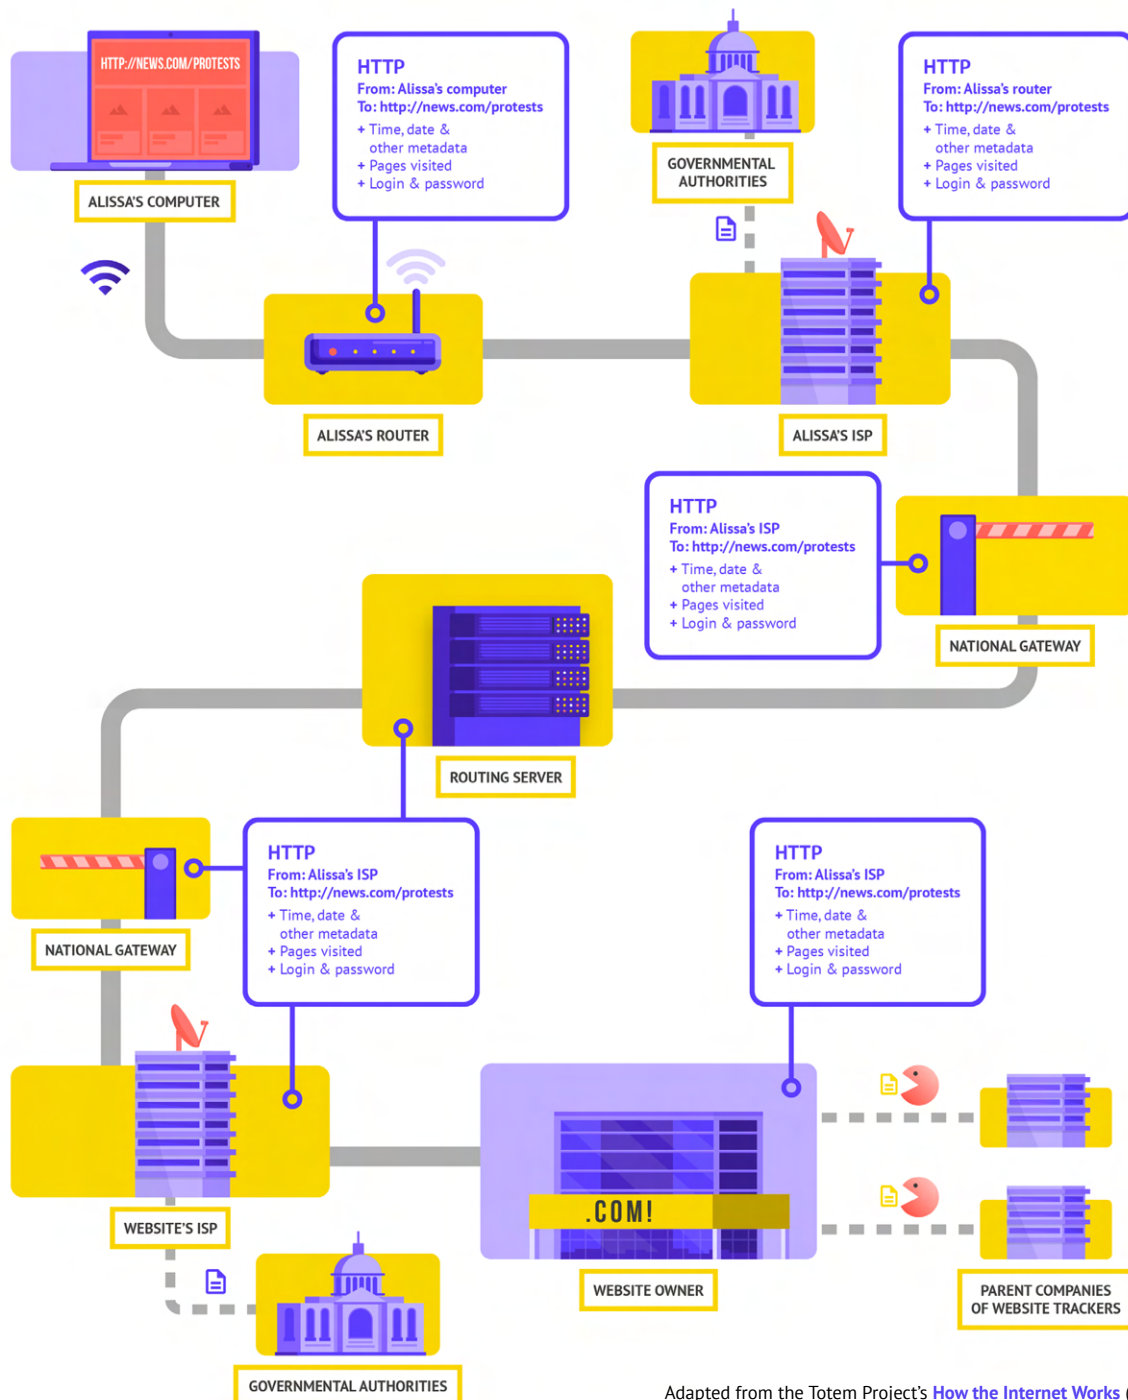 HTTP://NEWS.COM/PROTESTS
ALISSA'S COMPUTER
HTTP
From: Alissa's computer
To: http://news.com/protests
+ Time, date &
other metadata
+ Pages visited
+ Login & password
ALISSA'S ROUTER
GOVERNMENTAL
AUTHORITIES
HTTP
From: Alissa's router
To: http://news.com/protests
+ Time, date &
other metadata
+ Pages visited
+ Login & password
ALISSA'S ISP
HTTP
From: Alissa's ISP
To: http://news.com/protests
+ Time, date &
other metadata
+ Pages visited
+ Login & password
NATIONAL GATEWAY
ROUTING SERVER
NATIONAL GATEWAY
HTTP
From: Alissa's ISP
To: http://news.com/protests
+ Time, date &
other metadata
+ Pages visited
+ Login & password
HTTP
From: Alissa's ISP
To: http://news.com/protests
+ Time, date &
other metadata
+ Pages visited
+ Login & password
WEBSITE'S ISP
.COM!
WEBSITE OWNER
PARENT COMPANIES
OF WEBSITE TRACKERS
GOVERNMENTAL AUTHORITIES
Adapted from the Totem Project's How the Internet Works (